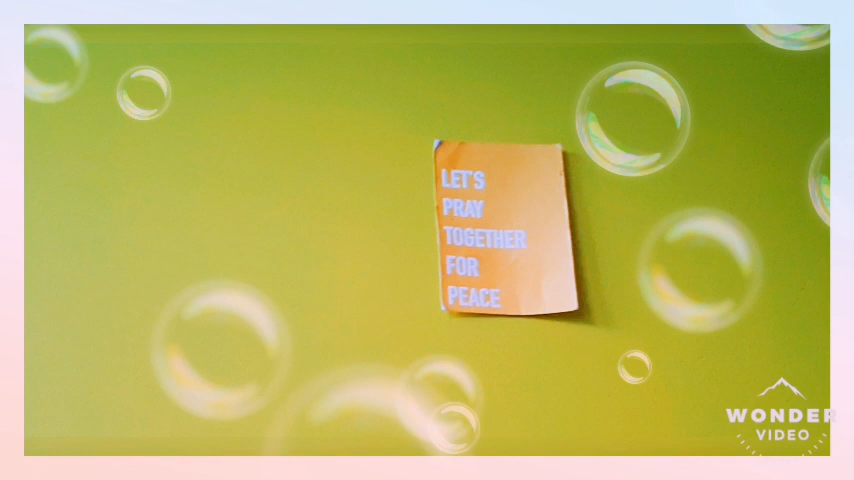 LET'S
PRAY
TOGETHER
FOR
PEACE
WONDER
VIDEO